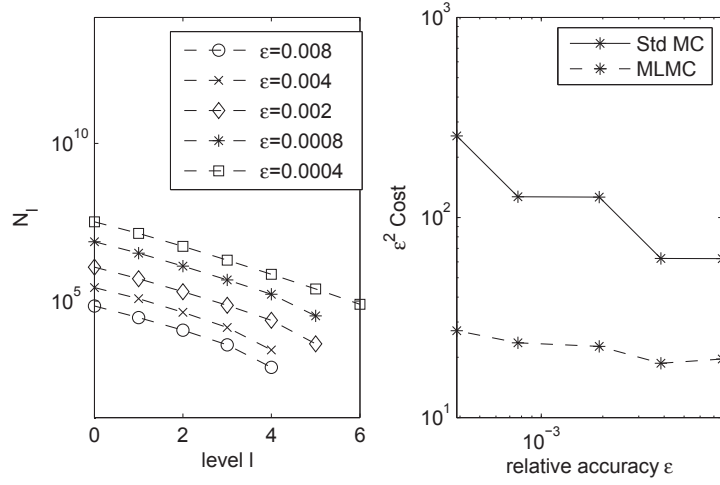 ε=0.008
ε=0.004
ε=0.002
ε=0.0008
ε=0.0004
10^10
10^5
N_l
0 2 4 6
level l
Std MC
MLMC
10^3
10^2
10^1
ε^2 Cost
10^-3
relative accuracy ε